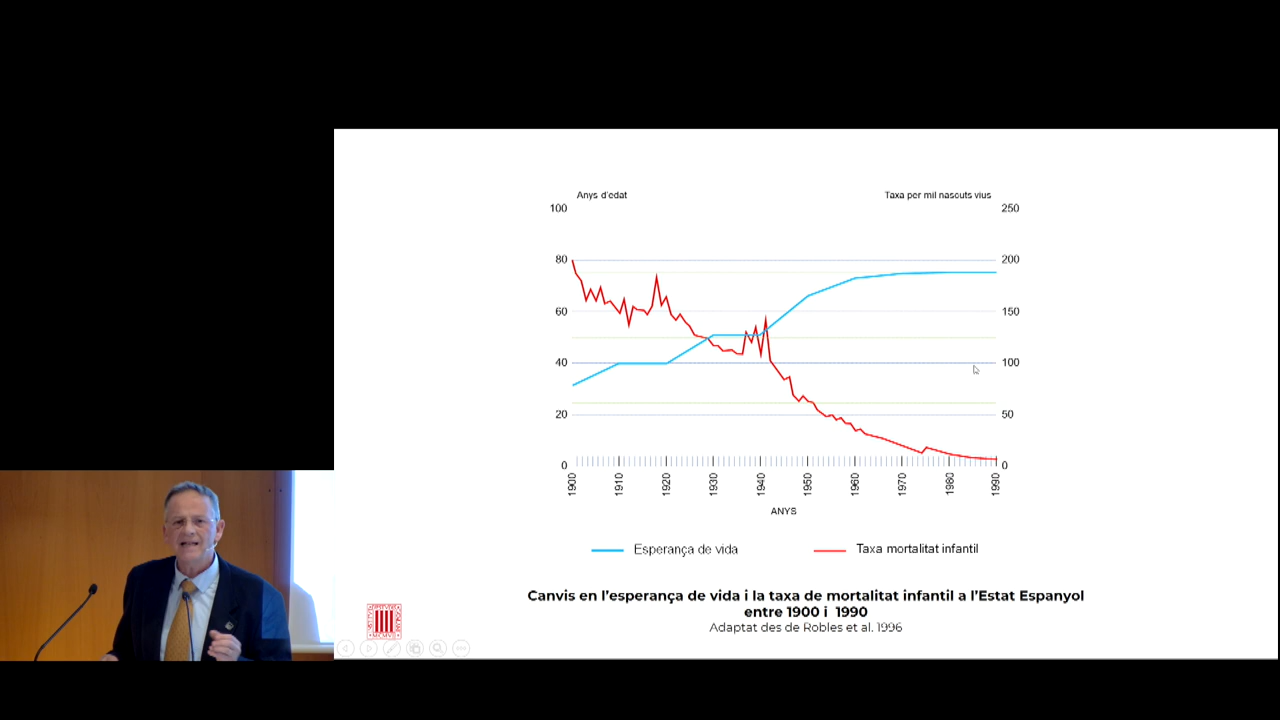 Anys d'edat
Taxa per mil nascuts vius
100
250
80
200
60
150
40
100
20
50
0
0
1900
1910
1920
1930
1940
1950
1960
1970
1980
1990
ANYS
Esperança de vida
Taxa mortalitat infantil
Canvis en l'esperança de vida i la taxa de mortalitat infantil a l'Estat Espanyol
entre 1900 i 1990
Adaptat des de Robles et al. 1996